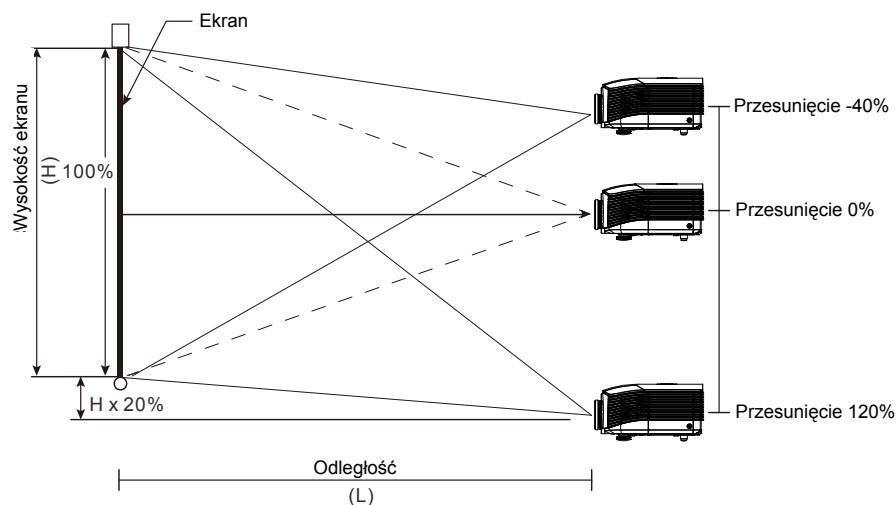 Ekran
Wysokość ekranu
(H)
100%
Przesunięcie -40%
Przesunięcie 0%
H x 20%
Przesunięcie 120%
Odległość
(L)